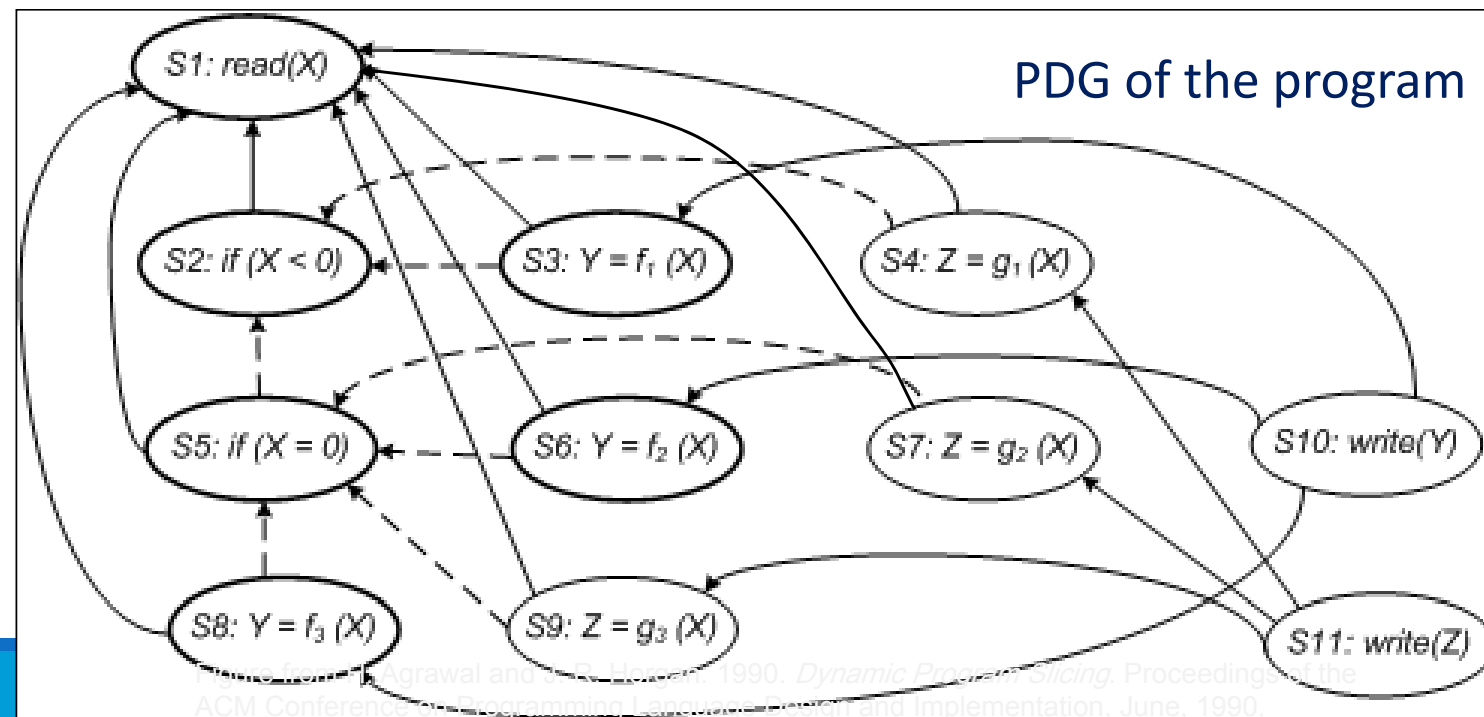 PDG of the program
S1: read(X)
S2: if (X < 0)
S3: Y = f₁ (X)
S4: Z = g₁ (X)
S5: if (X = 0)
S6: Y = f₂ (X)
S7: Z = g₂ (X)
S10: write(Y)
S8: Y = f₃ (X)
S9: Z = g₃ (X)
S11: write(Z)
Figure from H. Agrawal and J. R. Horgan. 1990. Dynamic Program Slicing. Proceedings of the
ACM Conference on Programming Language Design and Implementation, June. 1990.